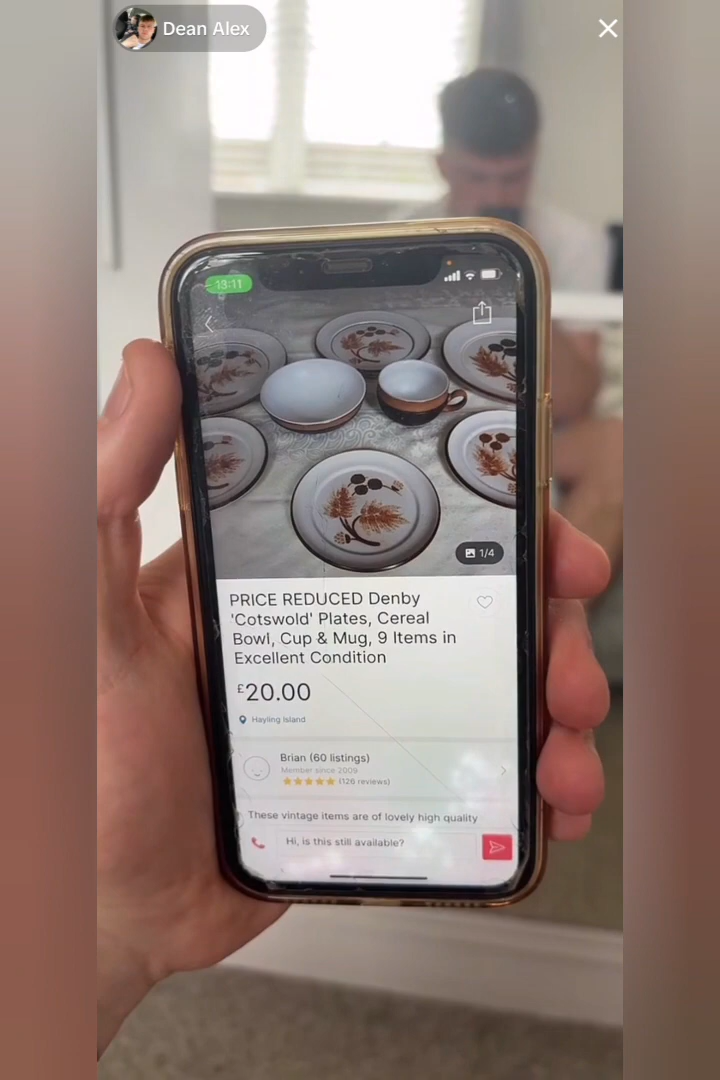 Dean Alex
13:11
1/4
PRICE REDUCED Denby
'Cotswold' Plates, Cereal
Bowl, Cup & Mug, 9 Items in
Excellent Condition
£20.00
Hayling Island
Brian (60 listings)
Member since 2009
(126 reviews)
These vintage items are of lovely high quality
Hi, is this still available?